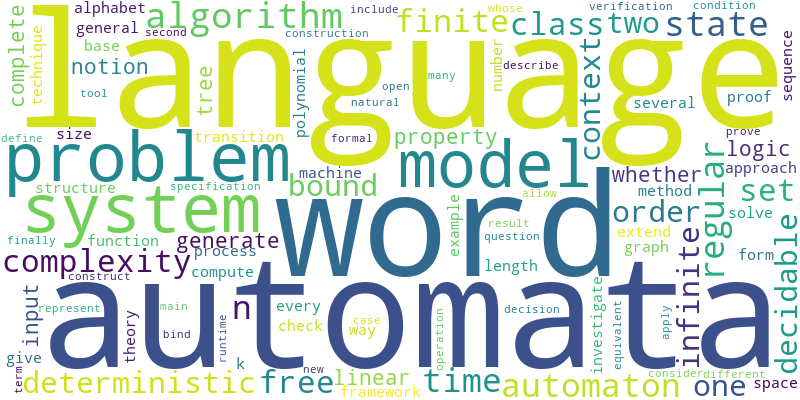 alphabet
include
whose
verification
condition
complete
general
second
algorithm
construction
finite
class
two
state
technique
base
language
number
describe
context
sequence
notion
tree
polynomial
open
natural
many
several
proof
tool
define
size
transition
formal
property
prove
problem
machine
model
whether
logic
approach
structure
specification
bound
allow
method
system
word
order
set
regular
solve
finally
function
generate
example
result
question
extend
graph
form
decidable
complexity
process
compute
length
infinite
investigate
construct
automata
input
represent
theory
main
bind
n
runtime
every
check
case
way
operation
decision
equivalent
apply
give
k
term
deterministic
free
new
linear
framework
time
automaton
consider
different
one
space